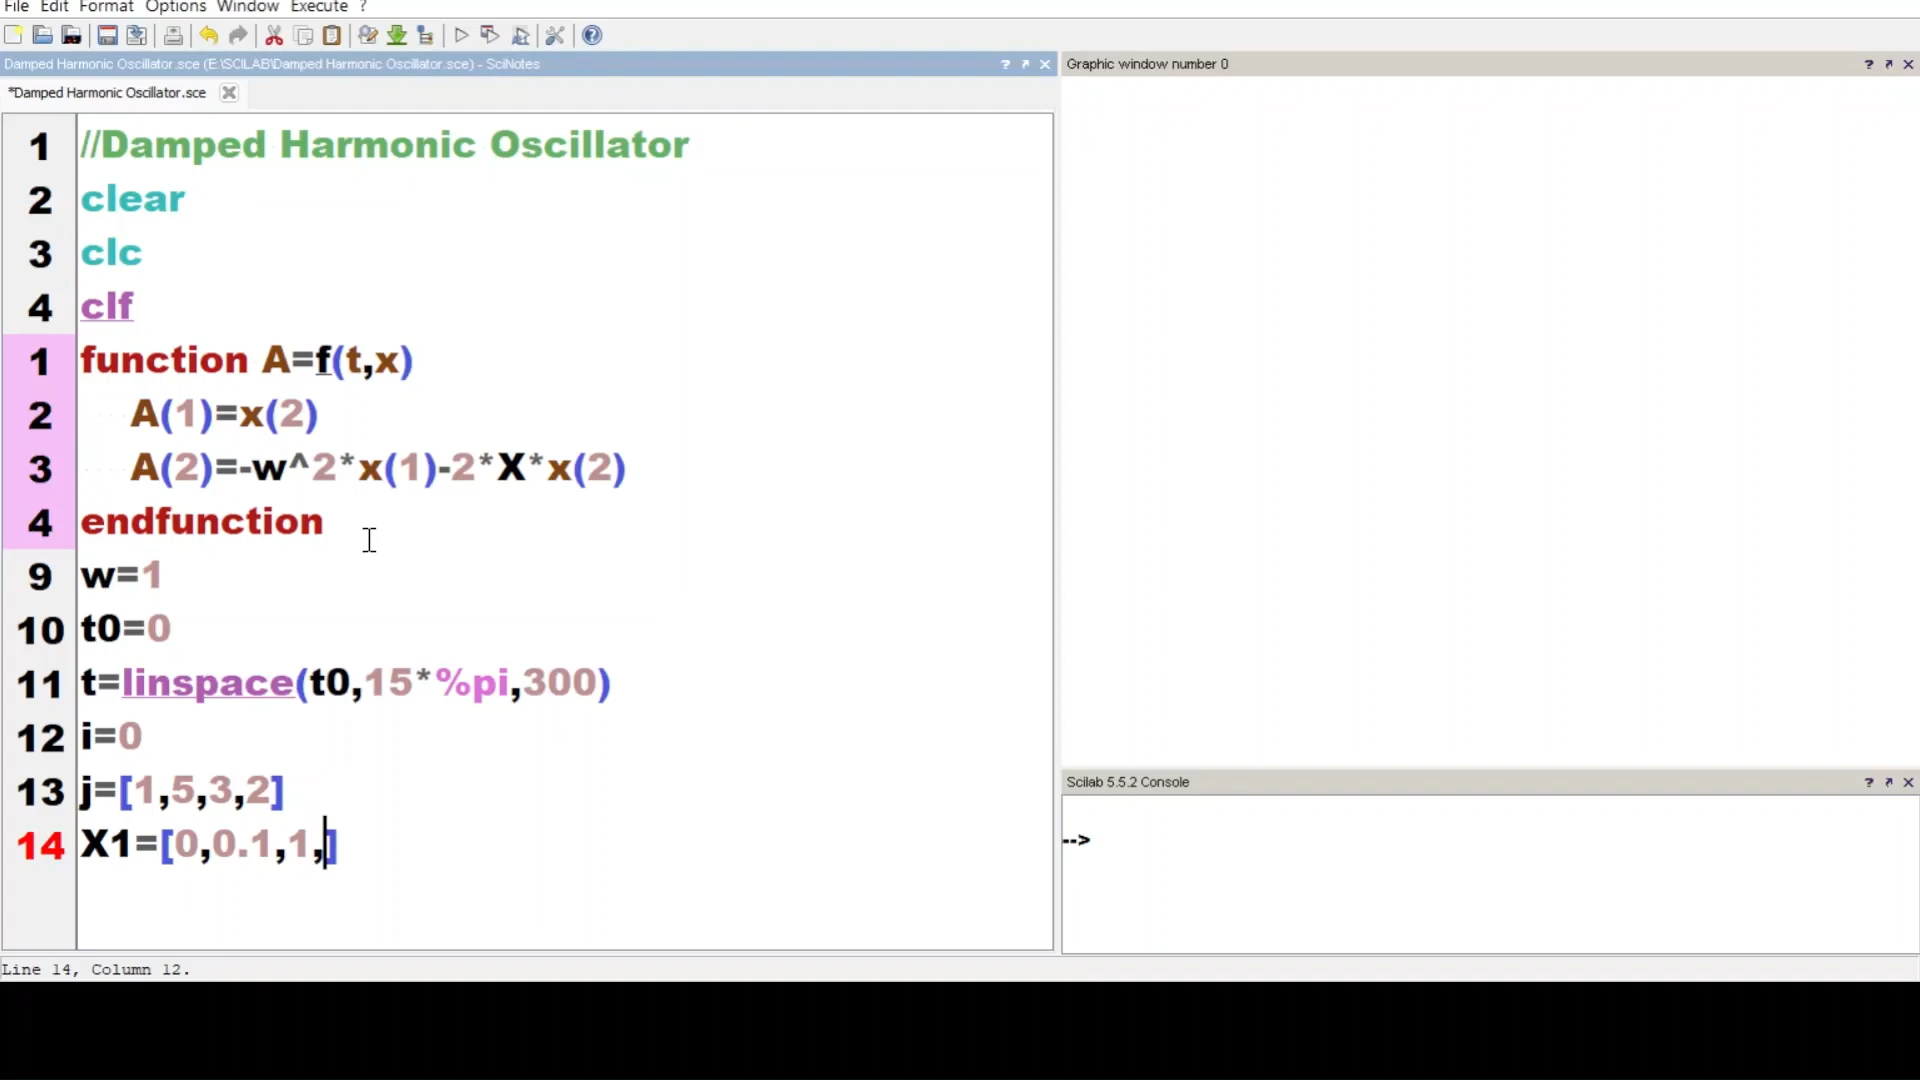 File Edit Format Options Window Execute ?
Damped Harmonic Oscillator.sce (E:\SCILAB\Damped Harmonic Oscillator.sce) - SciNotes
? ×
Graphic window number 0
? ×
*Damped Harmonic Oscillator.sce
1 //Damped Harmonic Oscillator
2 clear
3 clc
4 clf
1 function A=f(t,x)
2 A(1)=x(2)
3 A(2)=-w^2*x(1)-2*X*x(2)
4 endfunction
9 w=1
10 t0=0
11 t=linspace(t0,15*%pi,300)
12 i=0
13 j=[1,5,3,2]
14 X1=[0,0.1,1,]
Scilab 5.5.2 Console
? ×
-->
Line 14, Column 12.